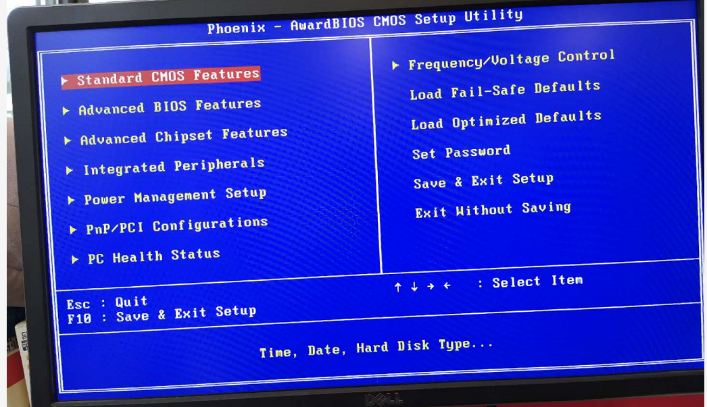 Phoenix - AwardBIOS CMOS Setup Utility
▶ Standard CMOS Features
▶ Advanced BIOS Features
▶ Advanced Chipset Features
▶ Integrated Peripherals
▶ Power Management Setup
▶ PnP/PCI Configurations
▶ PC Health Status
▶ Frequency/Voltage Control
Load Fail-Safe Defaults
Load Optimized Defaults
Set Password
Save & Exit Setup
Exit Without Saving
Esc : Quit
F10 : Save & Exit Setup
↑ ↓ → ← : Select Item
Time, Date, Hard Disk Type...
DELL